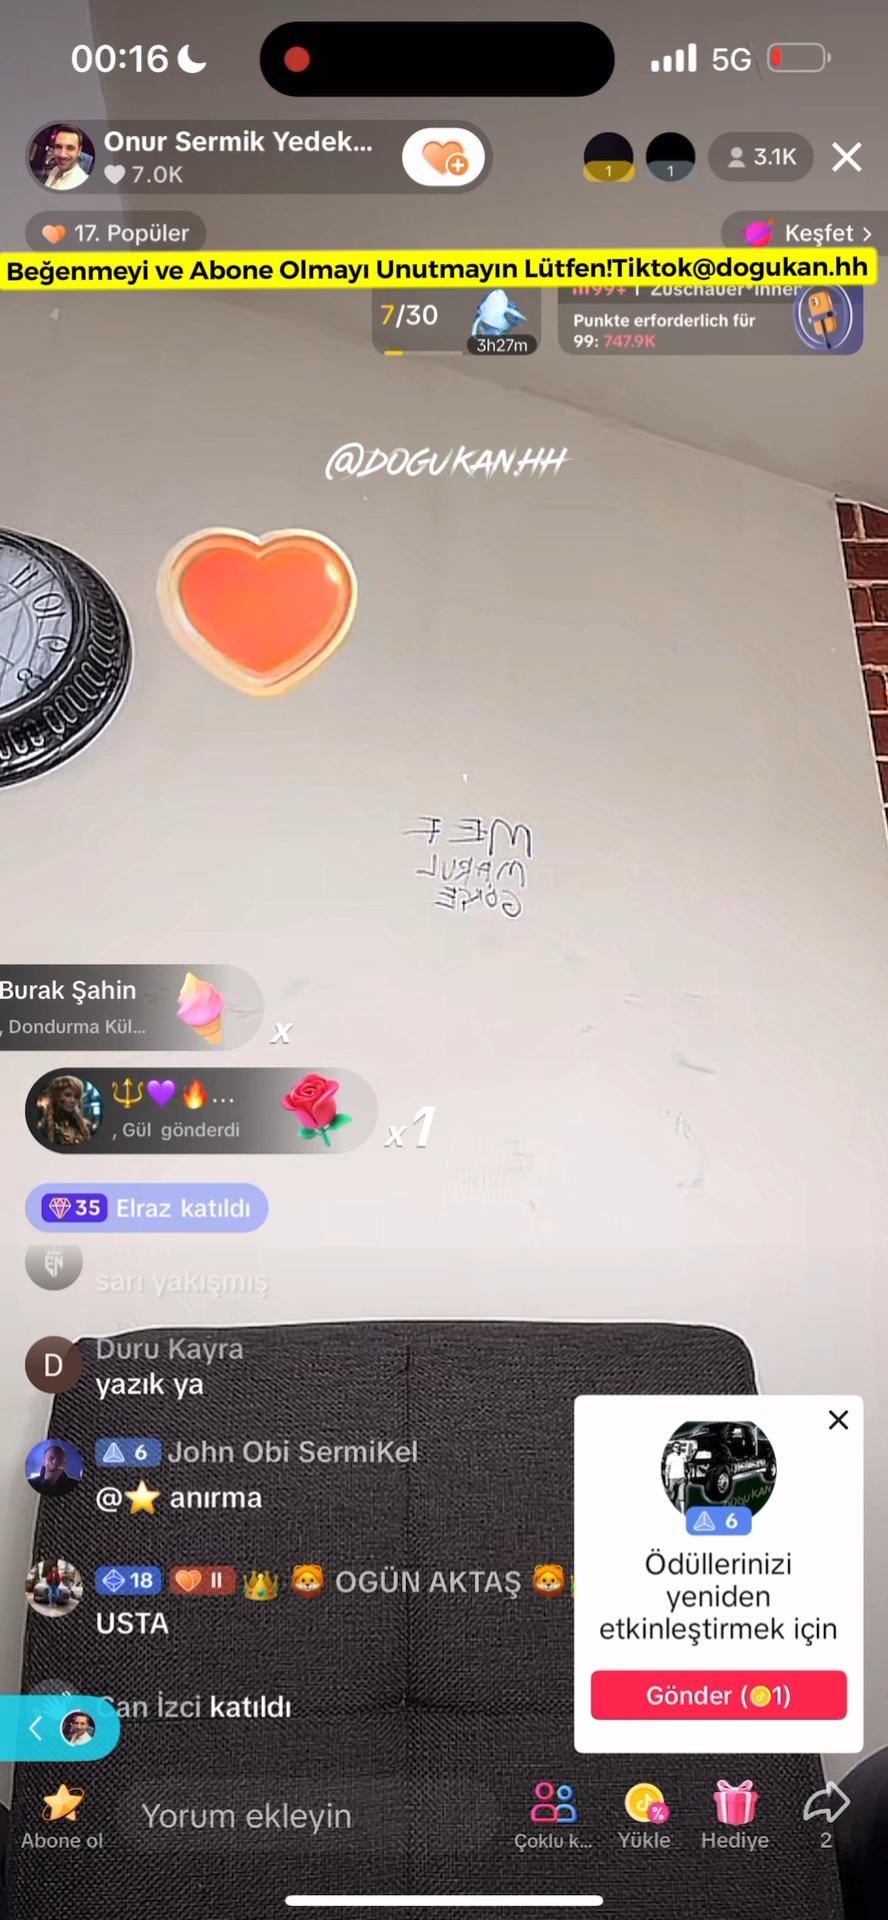 00:16
5G
Onur Sermik Yedek...
7.0K
1
1
3.1K
17. Popüler
Keşfet >
Beğenmeyi ve Abone Olmayı Unutmayın Lütfen!Tiktok@dogukan.hh
99+ | Zuschauer*innen
7/30
3h27m
Punkte erforderlich für
99: 747.9K
@DOGUKAN.HH
Burak Şahin
, Dondurma Kül...
x
...
, Gül gönderdi
x1
35 Elraz katıldı
EN
sarı yakışmış
D
Duru Kayra
yazık ya
6 John Obi SermiKel
@⭐ anırma
18 II OGÜN AKTAŞ
USTA
Can İzci katıldı
6
Ödüllerinizi
yeniden
etkinleştirmek için
Gönder (1)
Abone ol
Yorum ekleyin
Çoklu k...
Yükle
Hediye
2